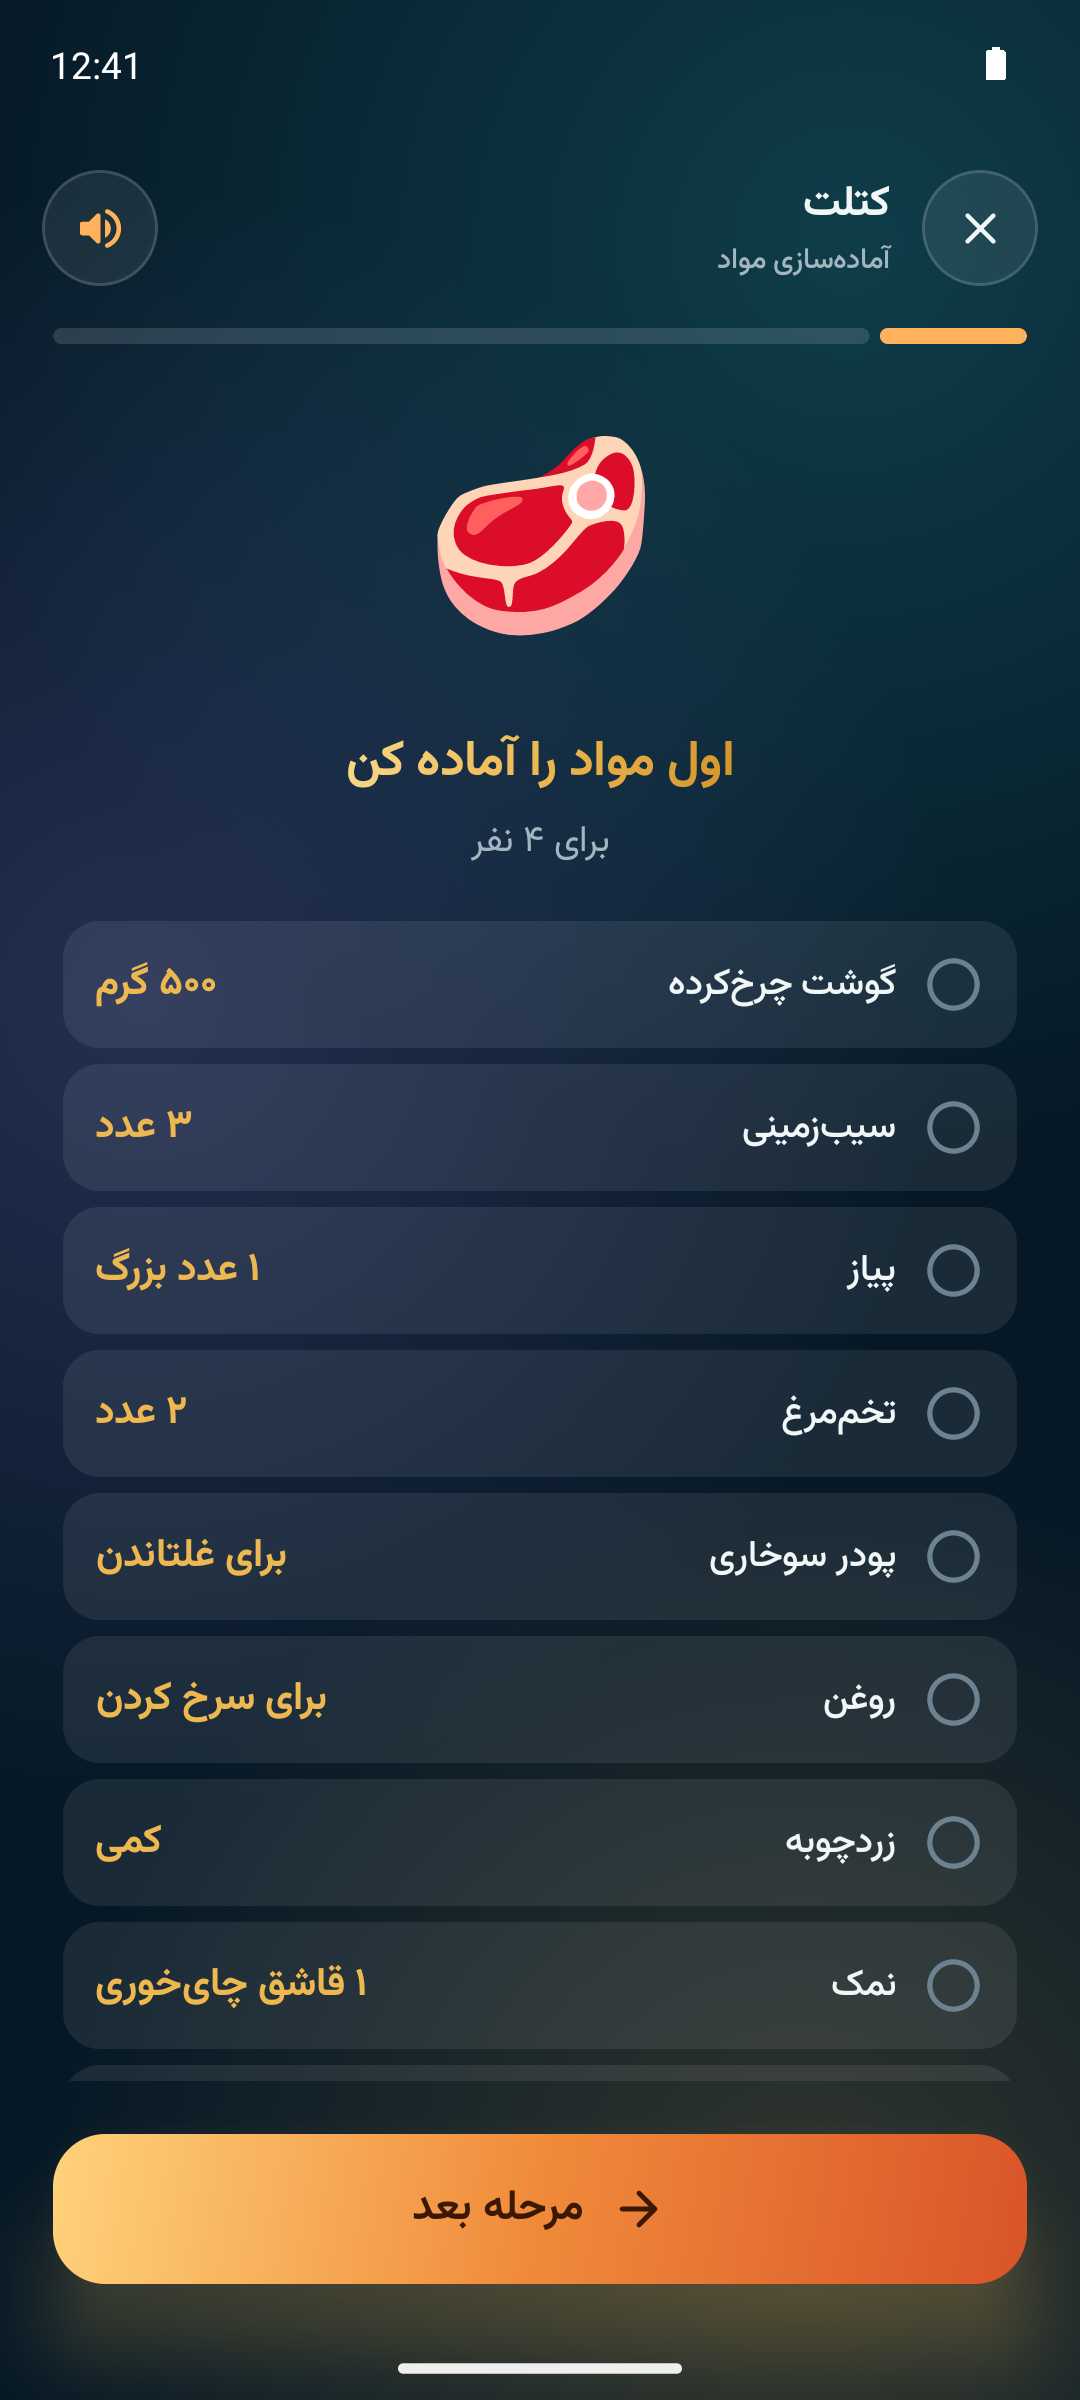 12:41
کتلت
آماده‌سازی مواد
اول مواد را آماده کن
برای ۴ نفر
گوشت چرخ‌کرده ۵۰۰ گرم
سیب‌زمینی ۳ عدد
پیاز ۱ عدد بزرگ
تخم‌مرغ ۲ عدد
پودر سوخاری برای غلتاندن
روغن برای سرخ کردن
زردچوبه کمی
نمک ۱ قاشق چای‌خوری
مرحله بعد